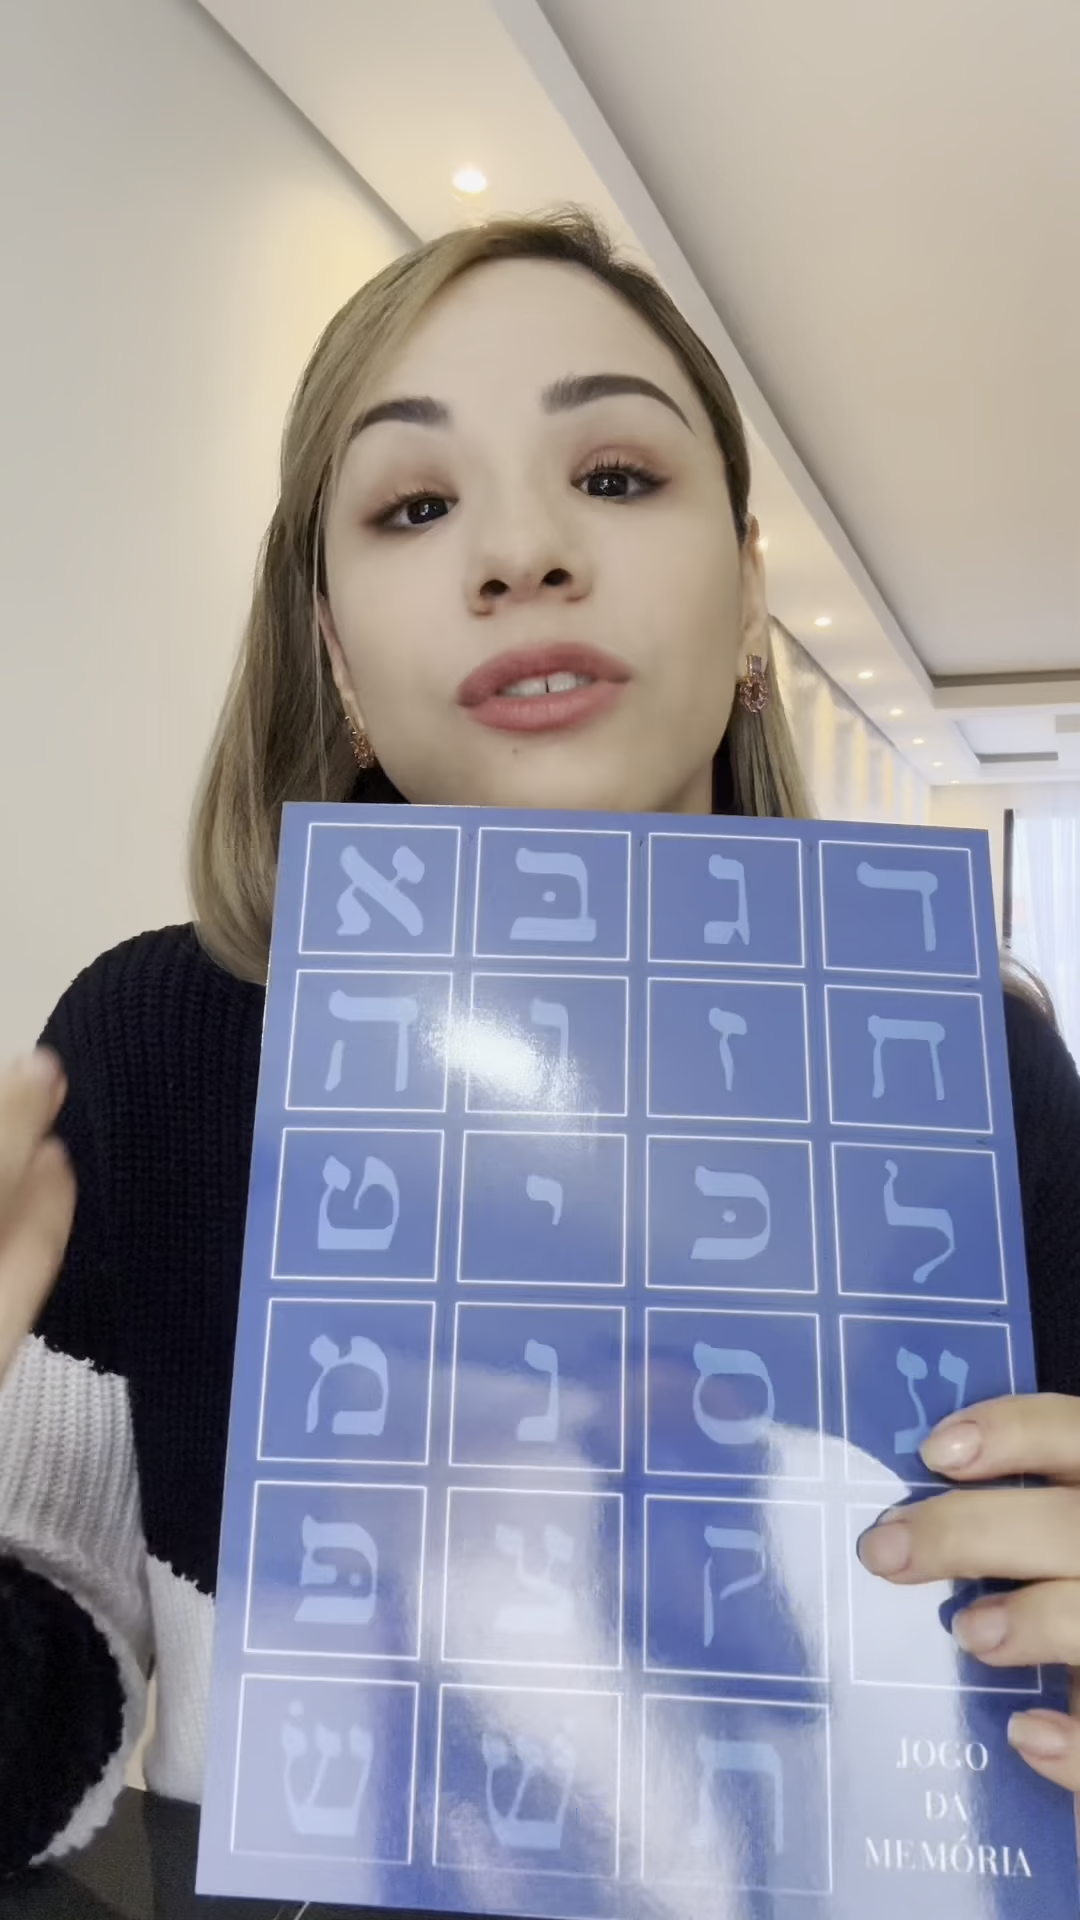 א בּ ג ד
ה ו ז ח
ט י כּ ל
מ נ ס ע
פּ צ ק
שׂ שׁ ת
JOGO
DA
MEMÓRIA